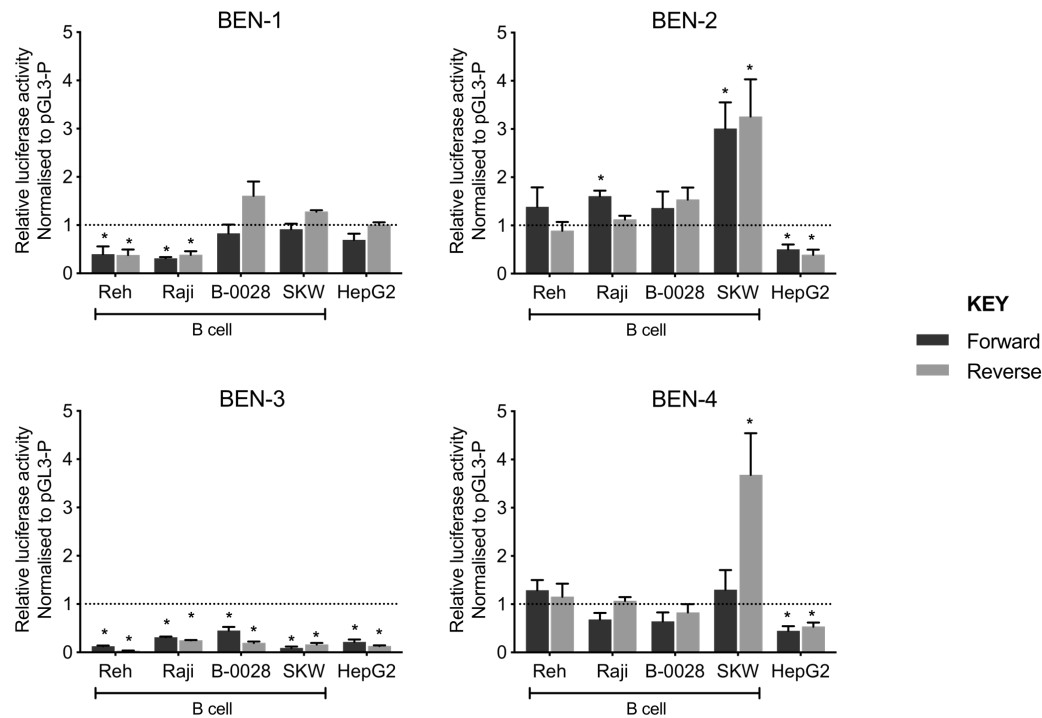 BEN-1
Relative luciferase activity
Normalised to pGL3-P
5
4
3
2
1
0
* * * *
Reh Raji B-0028 SKW HepG2
B cell
BEN-2
Relative luciferase activity
Normalised to pGL3-P
5
4
3
2
1
0
* * * * *
Reh Raji B-0028 SKW HepG2
B cell
KEY
Forward
Reverse
BEN-3
Relative luciferase activity
Normalised to pGL3-P
5
4
3
2
1
0
* * * * * * * * * *
Reh Raji B-0028 SKW HepG2
B cell
BEN-4
Relative luciferase activity
Normalised to pGL3-P
5
4
3
2
1
0
* * *
Reh Raji B-0028 SKW HepG2
B cell